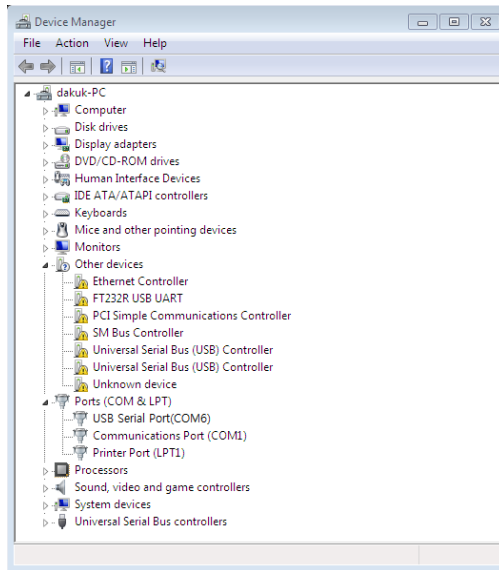 Device Manager
File Action View Help
dakuk-PC
Computer
Disk drives
Display adapters
DVD/CD-ROM drives
Human Interface Devices
IDE ATA/ATAPI controllers
Keyboards
Mice and other pointing devices
Monitors
Other devices
Ethernet Controller
FT232R USB UART
PCI Simple Communications Controller
SM Bus Controller
Universal Serial Bus (USB) Controller
Universal Serial Bus (USB) Controller
Unknown device
Ports (COM & LPT)
USB Serial Port(COM6)
Communications Port (COM1)
Printer Port (LPT1)
Processors
Sound, video and game controllers
System devices
Universal Serial Bus controllers